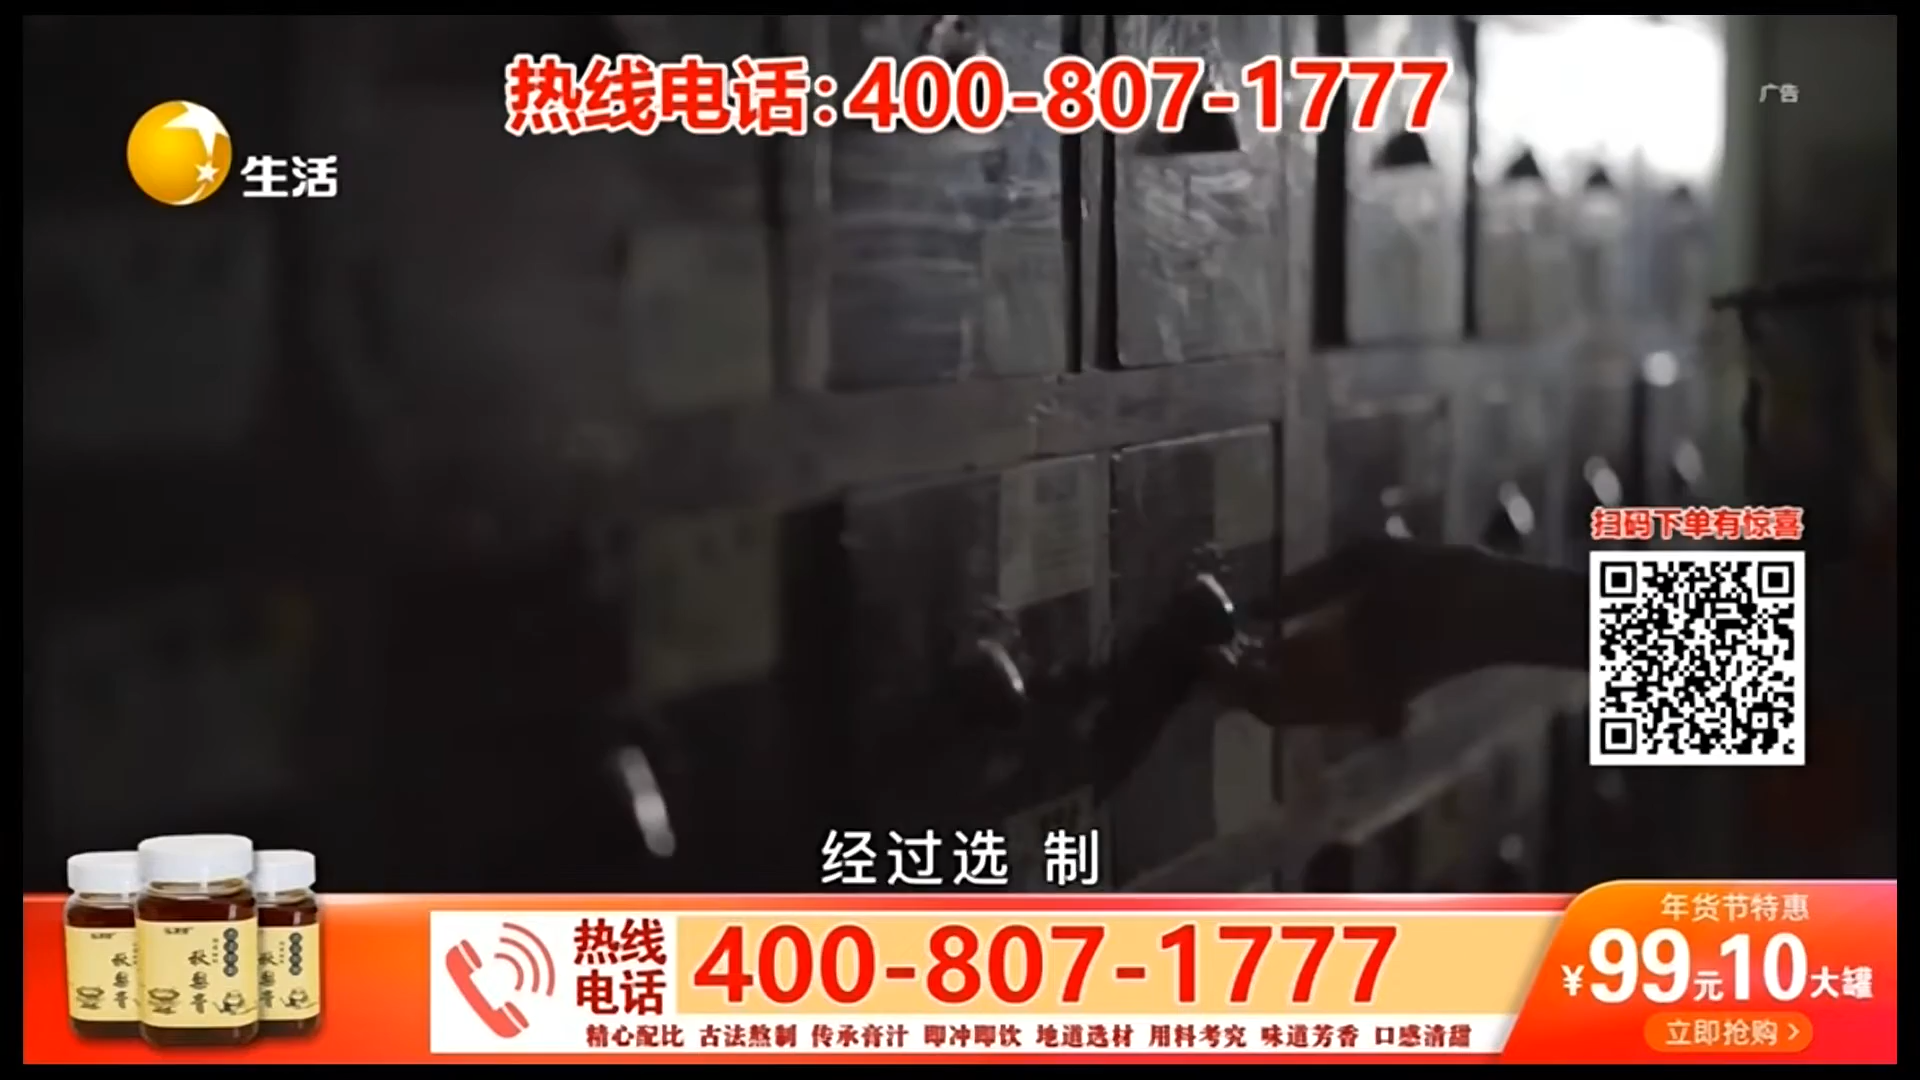 热线电话:400-807-1777
广告
生活
扫码下单有惊喜
经过选 制
秋梨膏
热线电话
400-807-1777
精心配比 古法熬制 传承膏汁 即冲即饮 地道选材 用料考究 味道芳香 口感清甜
年货节特惠
¥99元10大罐
立即抢购 >